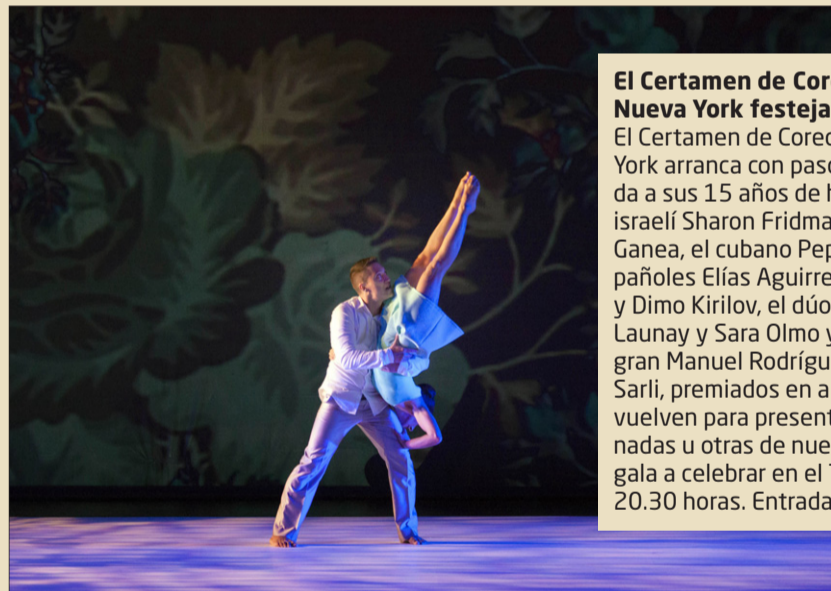 El Certamen de Cor
Nueva York festeja
El Certamen de Coreo
York arranca con paso
da a sus 15 años de h
israelí Sharon Fridma
Ganea, el cubano Pep
pañoles Elías Aguirre
y Dimo Kirilov, el dúo
Launay y Sara Olmo y
gran Manuel Rodrígu
Sarli, premiados en a
vuelven para present
nadas u otras de nue
gala a celebrar en el
20.30 horas. Entrada